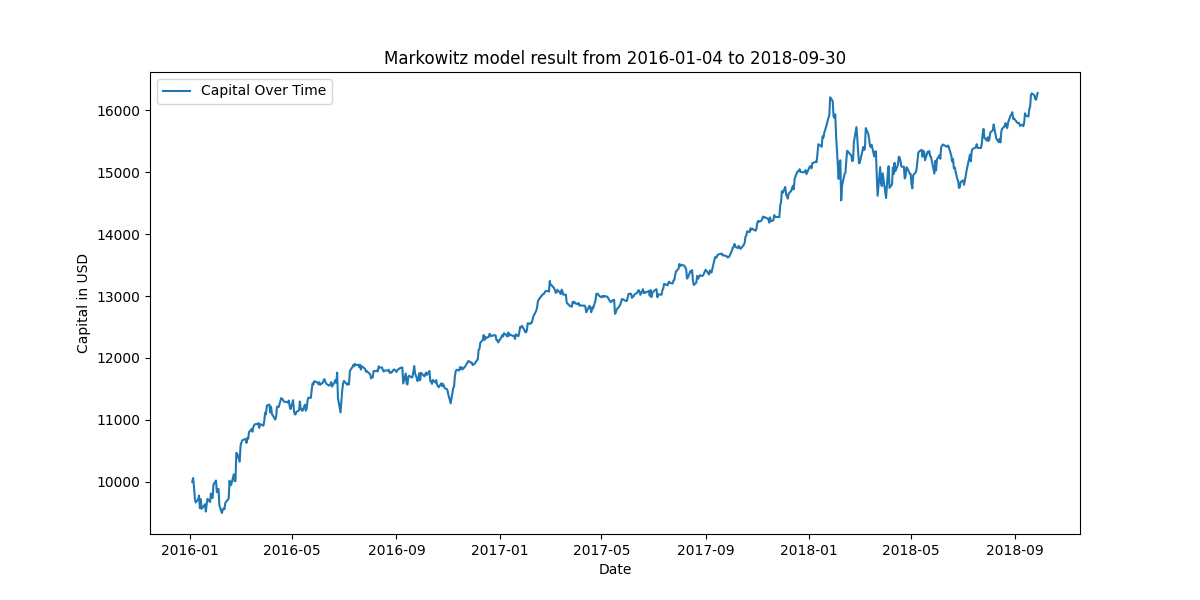 Markowitz model result from 2016-01-04 to 2018-09-30
Capital Over Time
Capital in USD
16000
15000
14000
13000
12000
11000
10000
2016-01 2016-05 2016-09 2017-01 2017-05 2017-09 2018-01 2018-05 2018-09
Date